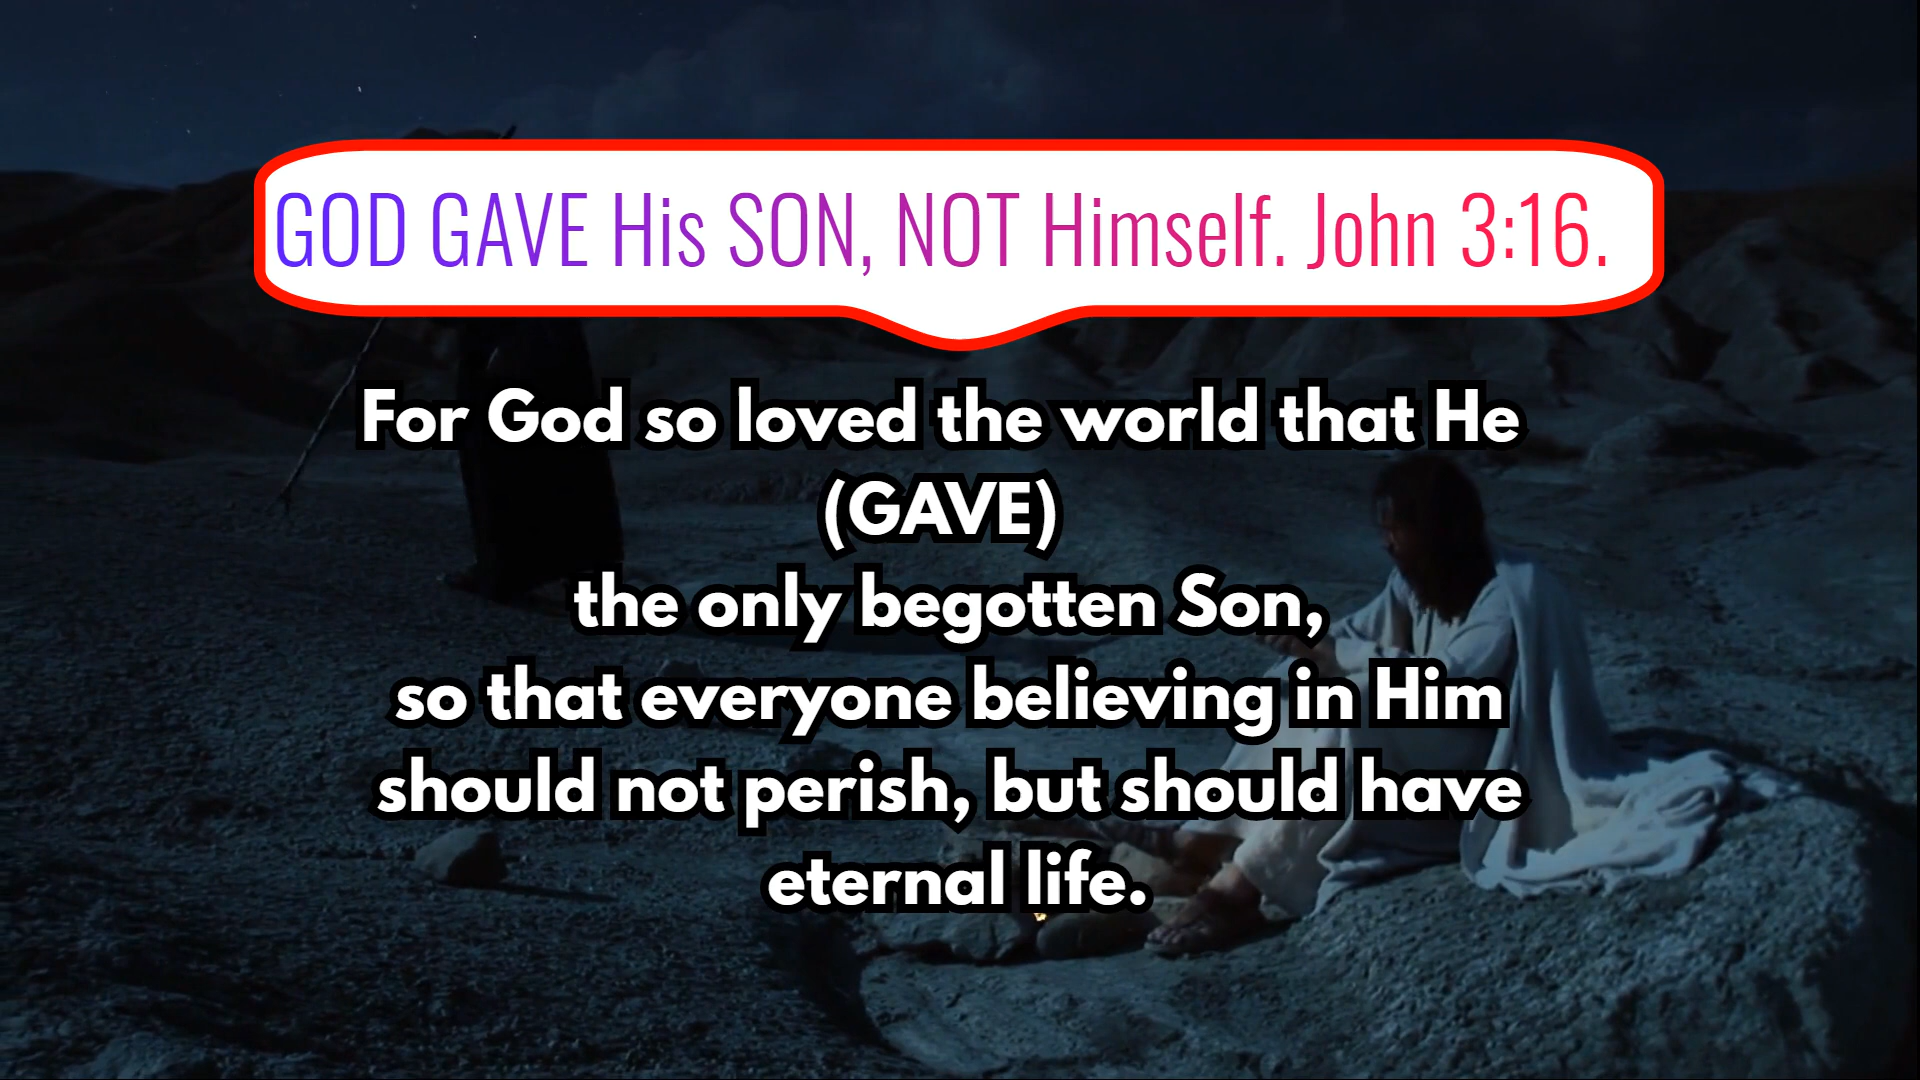 GOD GAVE His SON, NOT Himself. John 3:16.
For God so loved the world that He
(GAVE)
the only begotten Son,
so that everyone believing in Him
should not perish, but should have
eternal life.